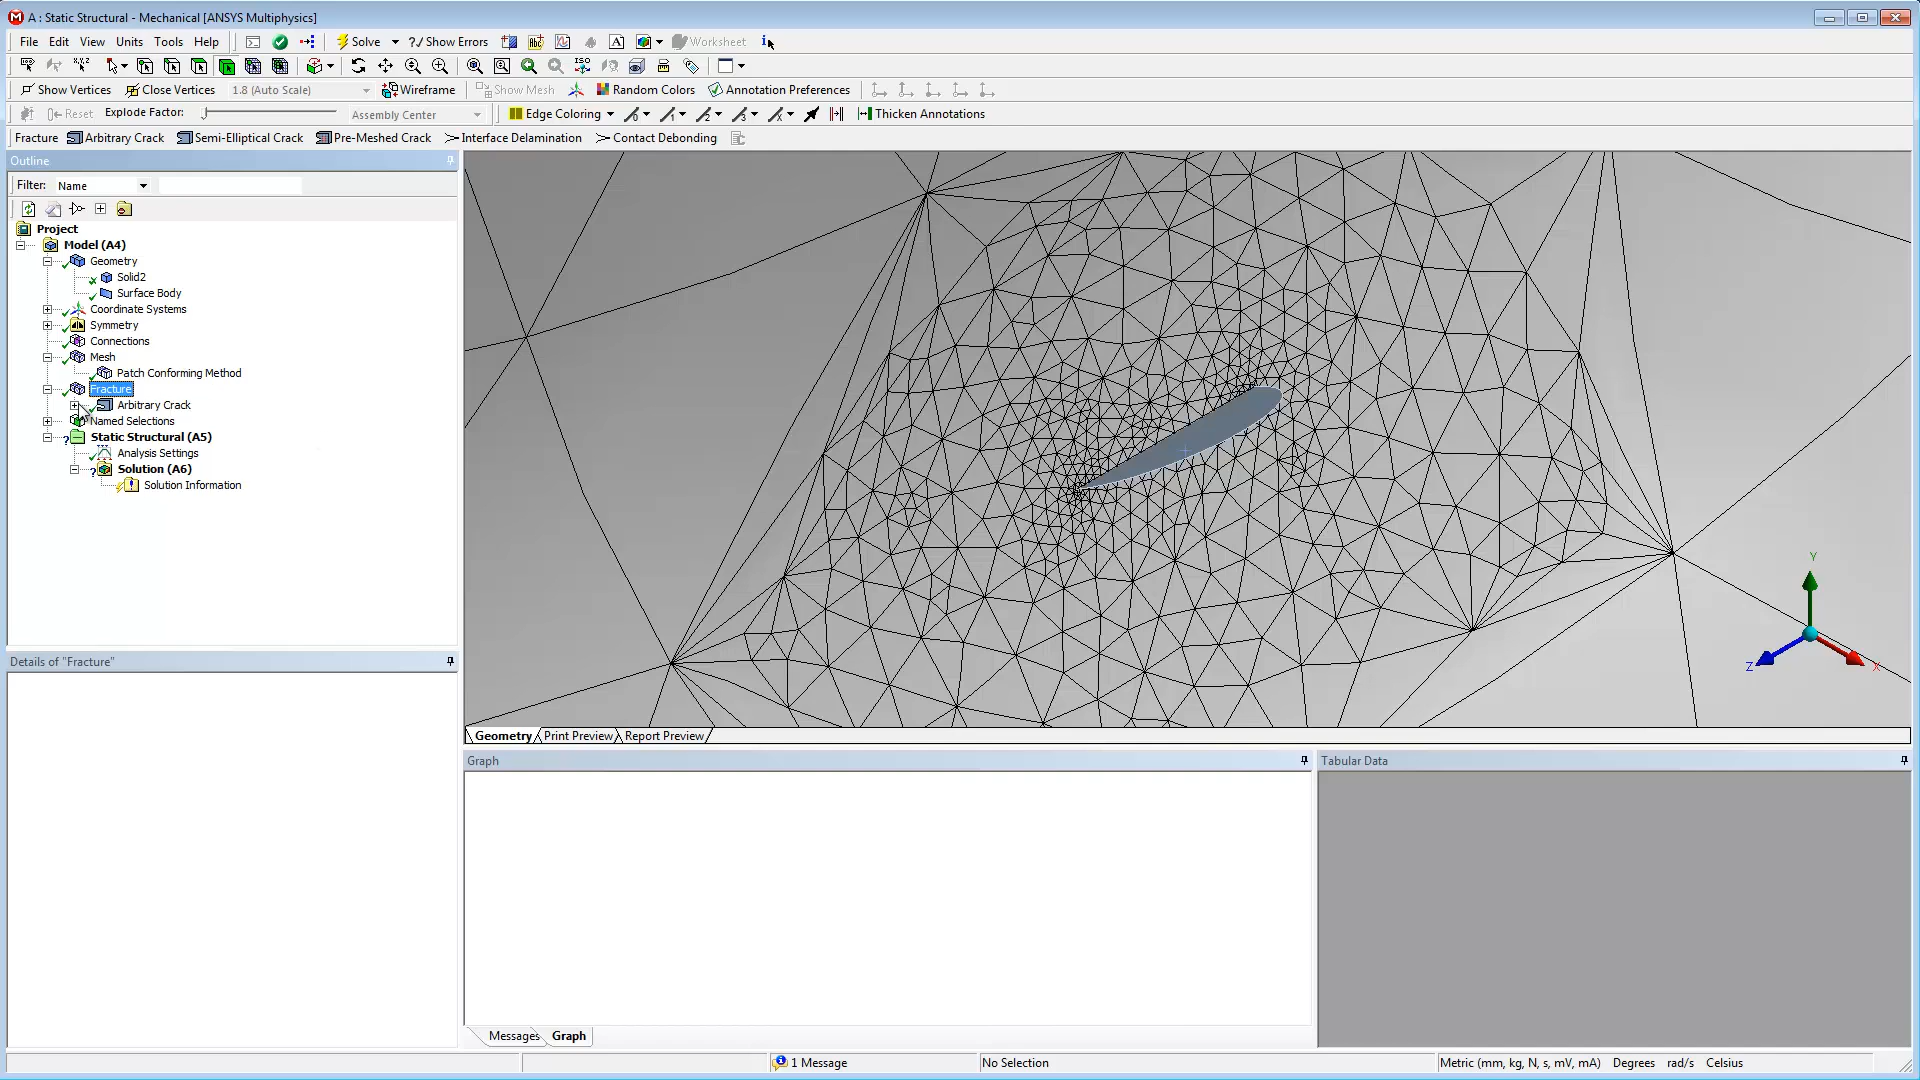 A : Static Structural - Mechanical [ANSYS Multiphysics]
File Edit View Units Tools Help Solve ?/ Show Errors Worksheet
Show Vertices Close Vertices 1.8 (Auto Scale) Wireframe Show Mesh Random Colors Annotation Preferences
Reset Explode Factor: Assembly Center Edge Coloring Thicken Annotations
Fracture Arbitrary Crack Semi-Elliptical Crack Pre-Meshed Crack Interface Delamination Contact Debonding
Outline
Filter: Name
Project
Model (A4)
Geometry
Solid2
Surface Body
Coordinate Systems
Symmetry
Connections
Mesh
Patch Conforming Method
Fracture
Arbitrary Crack
Named Selections
Static Structural (A5)
Analysis Settings
Solution (A6)
Solution Information
Details of "Fracture"
Y
Z
X
Geometry Print Preview Report Preview
Graph
Tabular Data
Messages Graph
1 Message No Selection Metric (mm, kg, N, s, mV, mA) Degrees rad/s Celsius